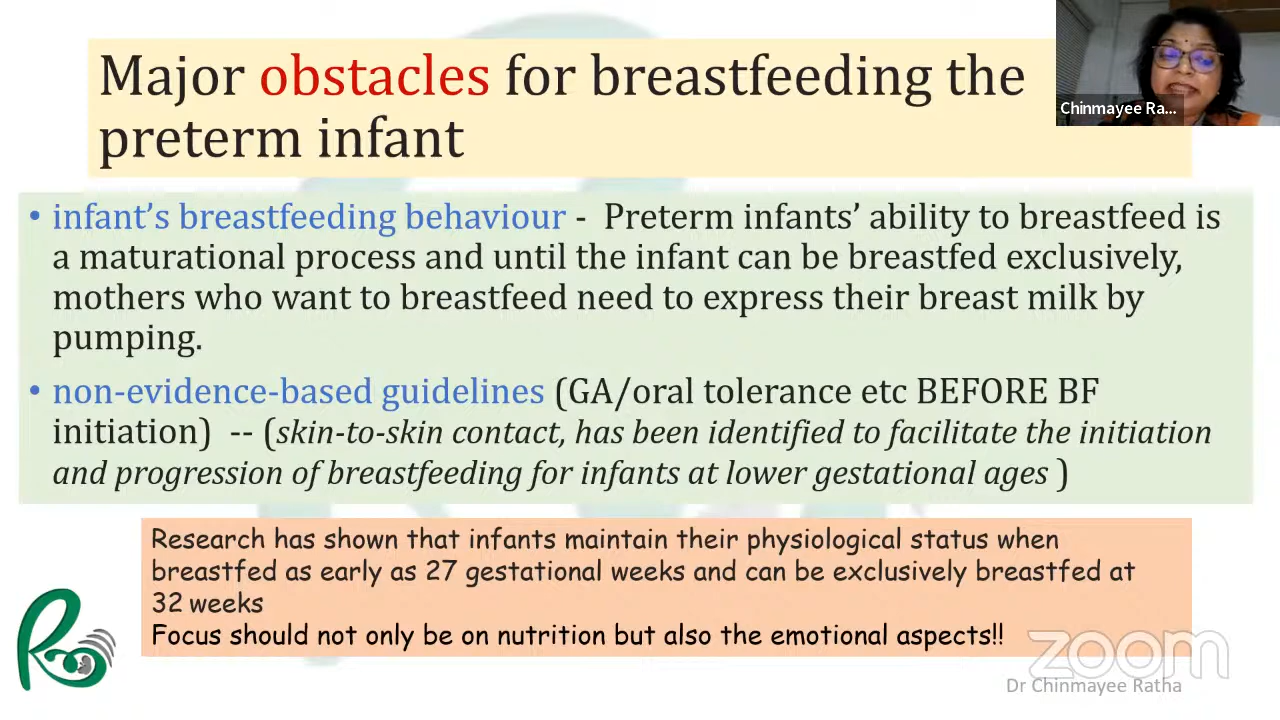 Major obstacles for breastfeeding the
preterm infant
Chinmayee Ra...
• infant’s breastfeeding behaviour - Preterm infants’ ability to breastfeed is
a maturational process and until the infant can be breastfed exclusively,
mothers who want to breastfeed need to express their breast milk by
pumping.
• non-evidence-based guidelines (GA/oral tolerance etc BEFORE BF
initiation) -- (skin-to-skin contact, has been identified to facilitate the initiation
and progression of breastfeeding for infants at lower gestational ages )
Research has shown that infants maintain their physiological status when
breastfed as early as 27 gestational weeks and can be exclusively breastfed at
32 weeks
Focus should not only be on nutrition but also the emotional aspects!!
zoom
Dr Chinmayee Ratha